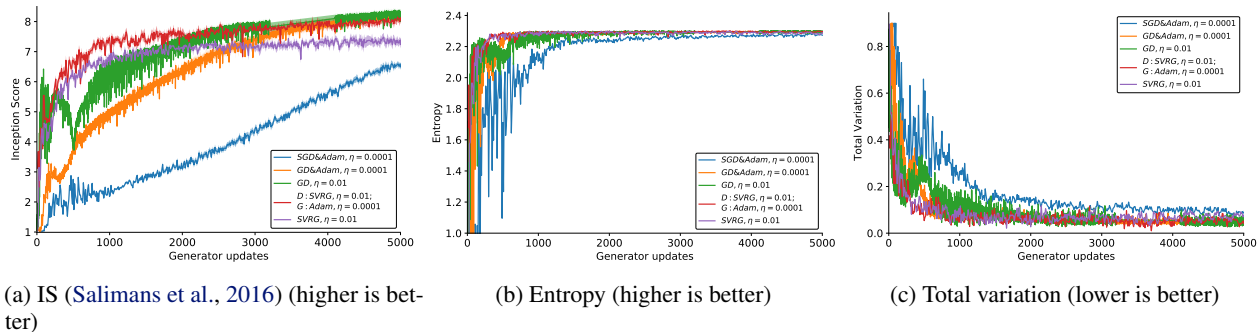 8
7
6
5
4
3
2
1
Inception Score
0
1000
2000
3000
4000
5000
Generator updates
SGD&Adam, η = 0.0001
GD&Adam, η = 0.0001
GD, η = 0.01
D : SVRG, η = 0.01;
G : Adam, η = 0.0001
SVRG, η = 0.01
(a) IS (Salimans et al., 2016) (higher is bet-
ter)
2.4
2.2
2.0
1.8
1.6
1.4
1.2
1.0
Entropy
0
1000
2000
3000
4000
5000
Generator updates
SGD&Adam, η = 0.0001
GD&Adam, η = 0.0001
GD, η = 0.01
D : SVRG, η = 0.01;
G : Adam, η = 0.0001
SVRG, η = 0.01
(b) Entropy (higher is better)
0.8
0.6
0.4
0.2
0.0
Total Variation
0
1000
2000
3000
4000
5000
Generator updates
SGD&Adam, η = 0.0001
GD&Adam, η = 0.0001
GD, η = 0.01
D : SVRG, η = 0.01;
G : Adam, η = 0.0001
SVRG, η = 0.01
(c) Total variation (lower is better)